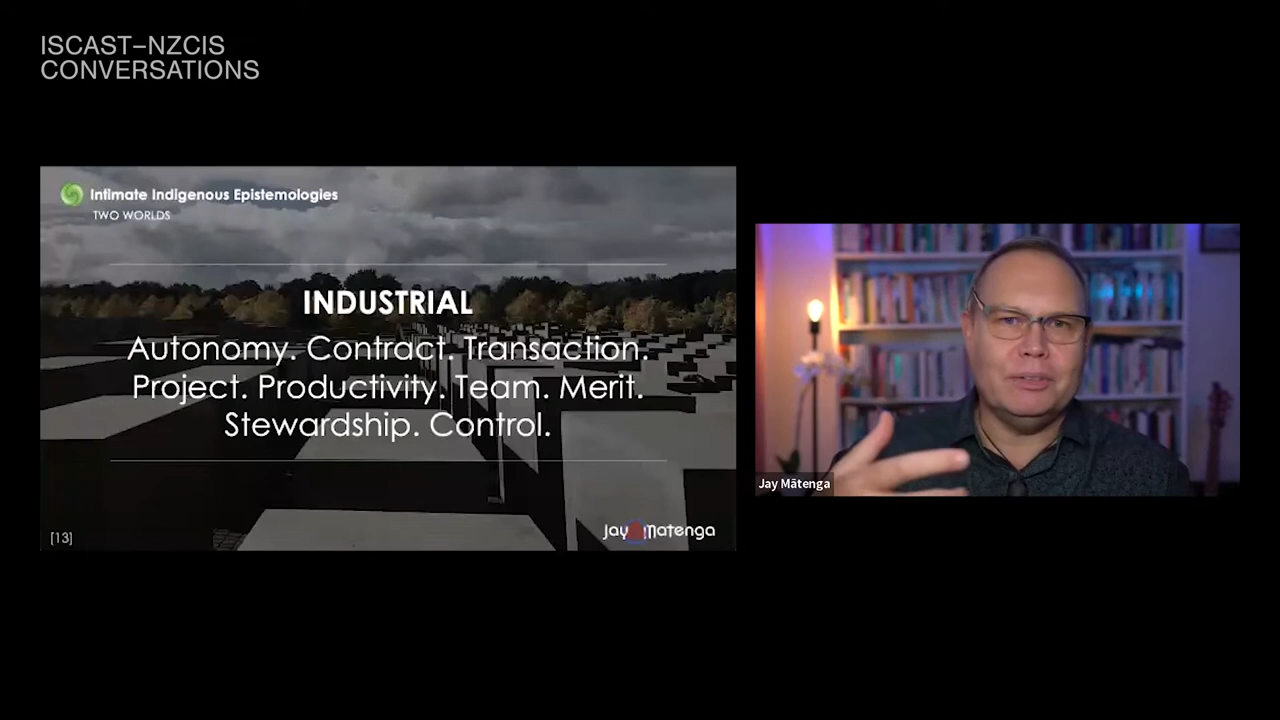 ISCAST–NZCIS
CONVERSATIONS
Intimate Indigenous Epistemologies
TWO WORLDS
INDUSTRIAL
Autonomy. Contract. Transaction.
Project. Productivity. Team. Merit.
Stewardship. Control.
[13]
Jay Matenga
Jay Mātenga